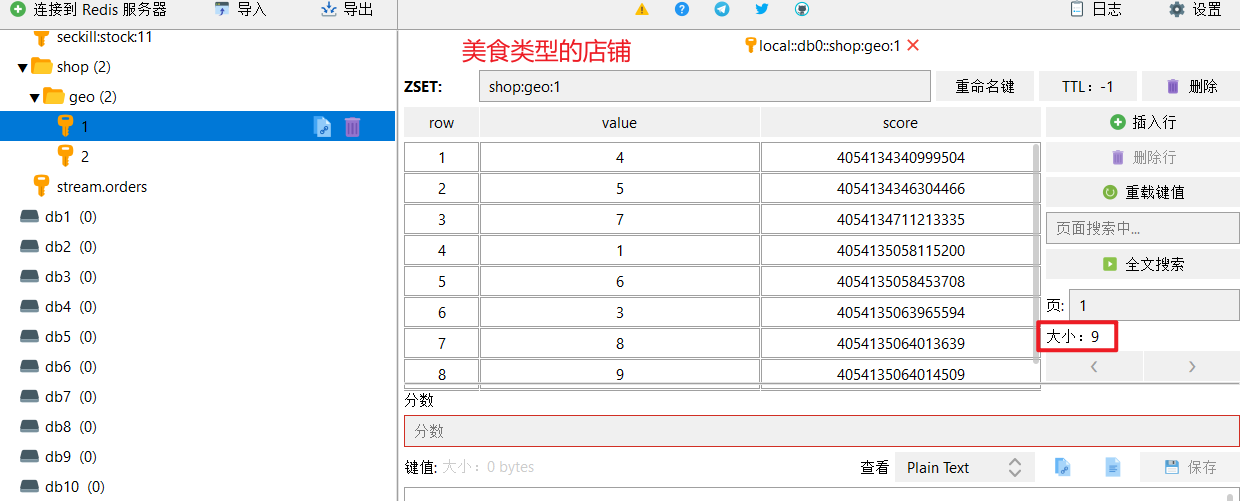 连接到 Redis 服务器 导入 导出 日志 设置
seckill:stock:11
shop (2)
geo (2)
1
2
stream.orders
db1 (0)
db2 (0)
db3 (0)
db4 (0)
db5 (0)
db6 (0)
db7 (0)
db8 (0)
db9 (0)
db10 (0)
美食类型的店铺
local::db0::shop:geo:1
ZSET: shop:geo:1 重命名键 TTL：-1 删除
row value score
1 4 4054134340999504
2 5 4054134346304466
3 7 4054134711213335
4 1 4054135058115200
5 6 4054135058453708
6 3 4054135063965594
7 8 4054135064013639
8 9 4054135064014509
插入行
删除行
重载键值
页面搜索中...
全文搜索
页: 1
大小：9
分数
分数
键值: 大小：0 bytes 查看 Plain Text 保存